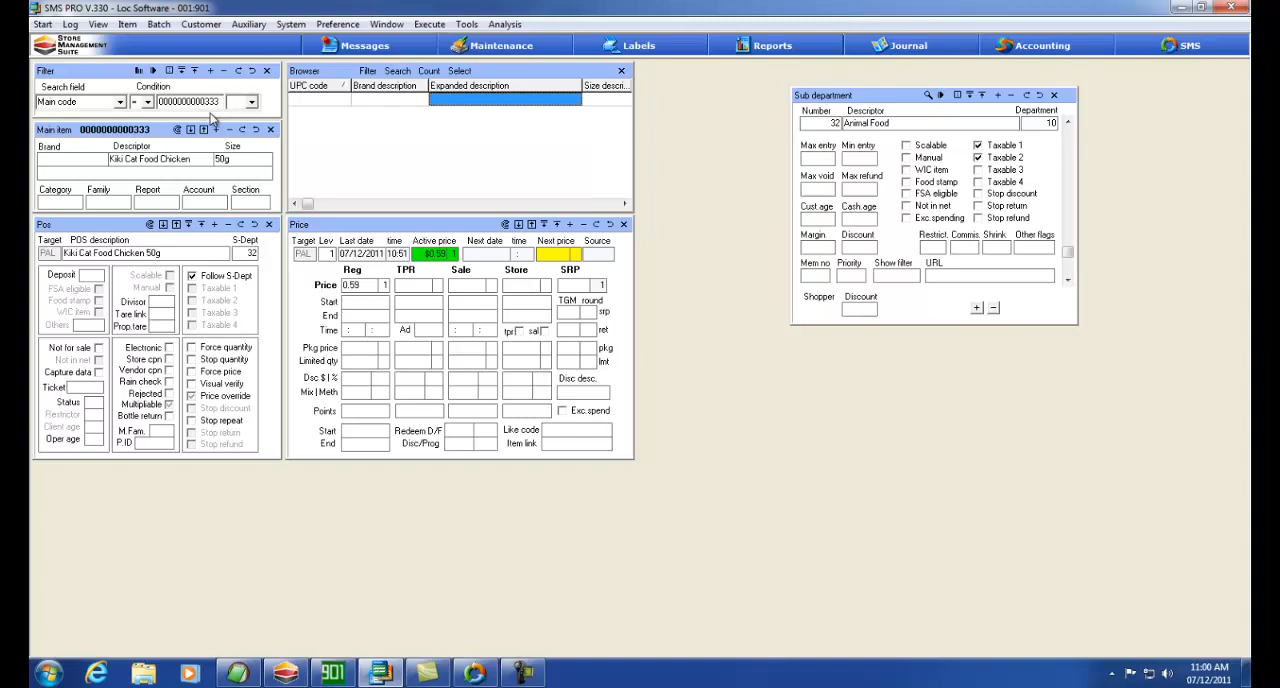 SMS PRO V.330 - Loc Software - 001:901
Start Log View Item Batch Customer Auxiliary System Preference Window Execute Tools Analysis
STORE MANAGEMENT SUITE
Messages Maintenance Labels Reports Journal Accounting SMS
Filter
Search field Condition
Main code = 0000000000333
Main item 0000000000333
Brand Descriptor Size
Kiki Cat Food Chicken 50g
Category Family Report Account Section
Browser Filter Search Count Select
UPC code / Brand description Expanded description Size descri...
Pos
Target POS description S-Dept
PAL Kiki Cat Food Chicken 50g 32
Deposit
FSA eligible
Food stamp
WIC item
Others
Scalable
Manual
Divisor
Tare link
Prop.tare
Follow S-Dept
Taxable 1
Taxable 2
Taxable 3
Taxable 4
Not for sale
Not in net
Capture data
Ticket
Status
Restrictor
Client age
Oper age
Electronic
Store cpn
Vendor cpn
Rain check
Rejected
Multipliable
Bottle return
M.Fam.
P.ID
Force quantity
Stop quantity
Force price
Visual verify
Price override
Stop discount
Stop repeat
Stop return
Stop refund
Price
Target Lev Last date time Active price Next date time Next price Source
PAL 1 07/12/2011 10:51 $0.59 1 :
Reg TPR Sale Store SRP
Price 0.59 1 1
Start TGM round
End srp
Time : : Ad : : tpr sal ret
Pkg price pkg
Limited qty lmt
Dsc $ | % Disc desc.
Mix | Meth
Points Exc.spend
Start Redeem D/F Like code
End Disc/Prog Item link
Sub department
Number Descriptor Department
32 Animal Food 10
Max entry Min entry
Max void Max refund
Cust.age Cash.age
Margin Discount
Scalable
Manual
WIC item
Food stamp
FSA eligible
Not in net
Exc.spending
Taxable 1
Taxable 2
Taxable 3
Taxable 4
Stop discount
Stop return
Stop refund
Restrict. Commis. Shrink Other flags
Mem no Priority Show filter URL
Shopper Discount
+ −
901
11:00 AM
07/12/2011